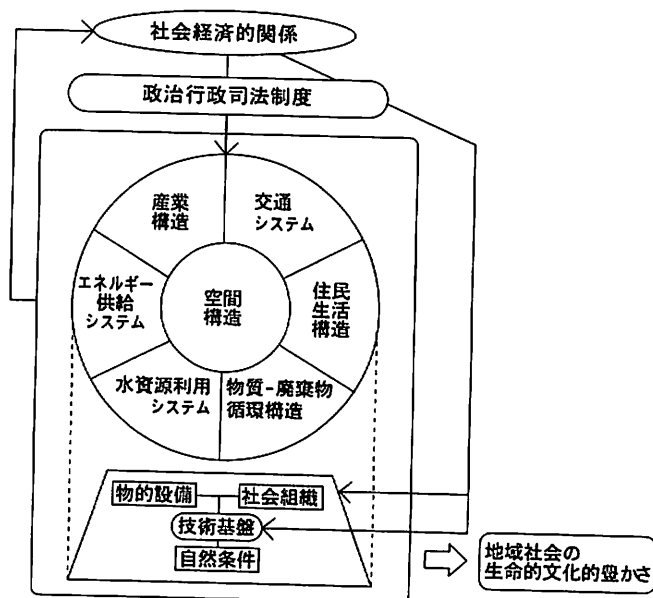 社会経済的関係
政治行政司法制度
産業
構造
交通
システム
エネルギー
供給
システム
空間
構造
住民
生活
構造
水資源利用
システム
物質-廃棄物
循環構造
物的設備
社会組織
技術基盤
自然条件
地域社会の
生命的文化的豊かさ